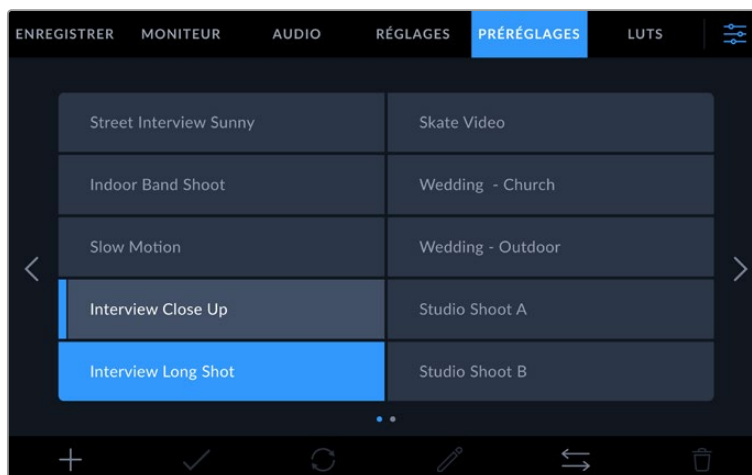 ENREGISTRER MONITEUR AUDIO RÉGLAGES PRÉRÉGLAGES LUTS
Street Interview Sunny Skate Video
Indoor Band Shoot Wedding - Church
Slow Motion Wedding - Outdoor
Interview Close Up Studio Shoot A
Interview Long Shot Studio Shoot B